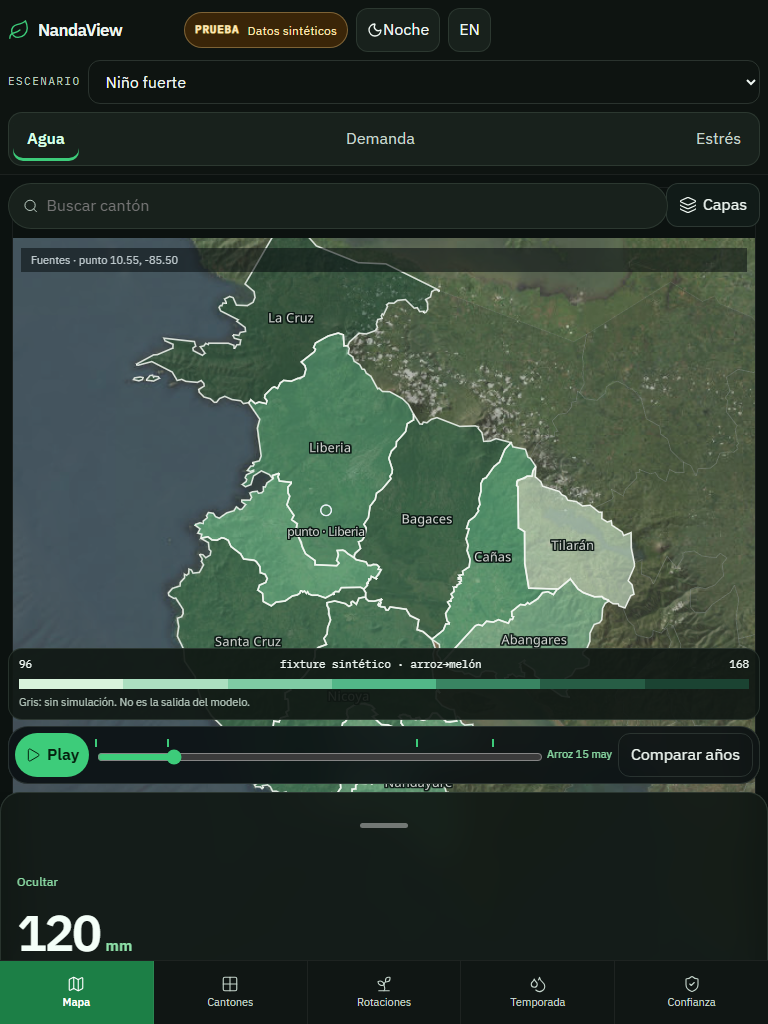 NandaView
PRUEBA Datos sintéticos
Noche
EN
ESCENARIO
Niño fuerte
Agua
Demanda
Estrés
Buscar cantón
Capas
Fuentes · punto 10.55, -85.50
La Cruz
Liberia
Bagaces
punto · Liberia
Tilarán
Cañas
Santa Cruz
Abangares
96
fixture sintético · arroz→melón
168
Nicoya
Gris: sin simulación. No es la salida del modelo.
Play
Arroz 15 may
Comparar años
Nandayure
Ocultar
120 mm
Mapa
Cantones
Rotaciones
Temporada
Confianza